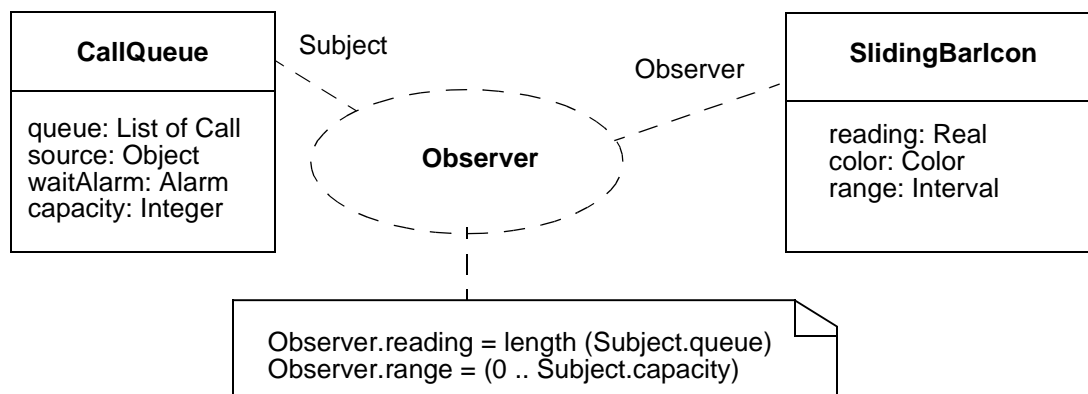 CallQueue
queue: List of Call
source: Object
waitAlarm: Alarm
capacity: Integer
Subject
Observer
Observer
SlidingBarIcon
reading: Real
color: Color
range: Interval
Observer.reading = length (Subject.queue)
Observer.range = (0 .. Subject.capacity)